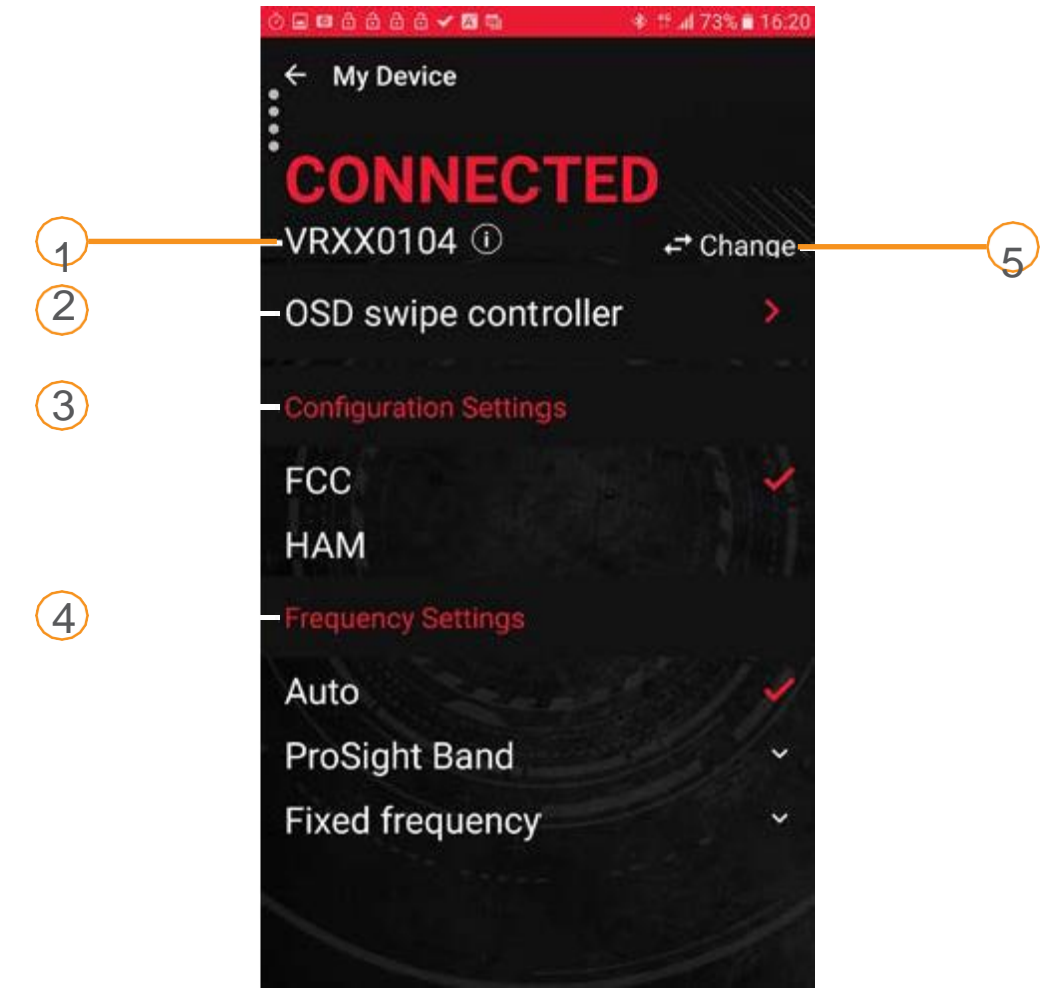 73% 16:20
My Device
CONNECTED
1 VRXX0104 Change 5
2 OSD swipe controller
3 Configuration Settings
FCC
HAM
4 Frequency Settings
Auto
ProSight Band
Fixed frequency